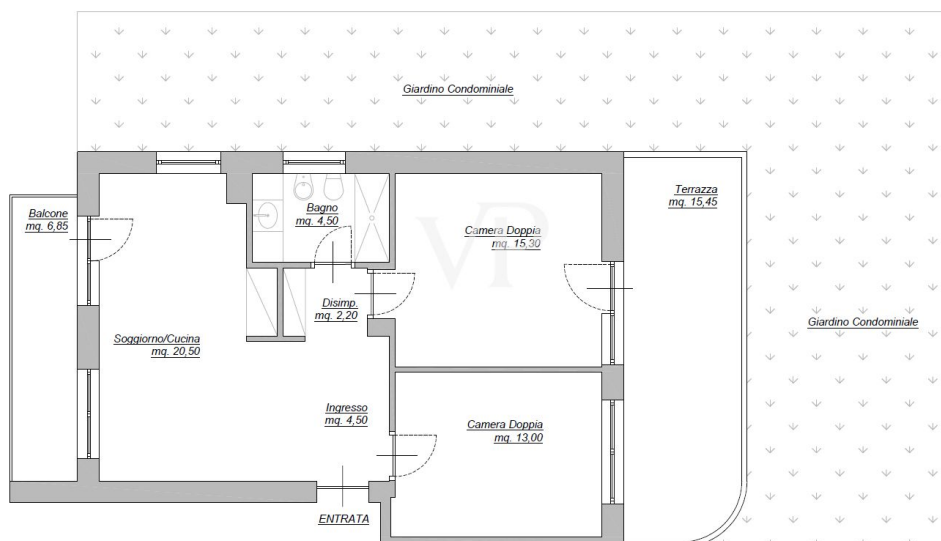 Giardino Condominiale
Balcone
mq. 6,85
Bagno
mq. 4,50
Terrazza
mq. 15,45
VP
Camera Doppia
mq. 15,30
Disimp.
mq. 2,20
Giardino Condominiale
Soggiorno/Cucina
mq. 20,50
Ingresso
mq. 4,50
Camera Doppia
mq. 13,00
ENTRATA